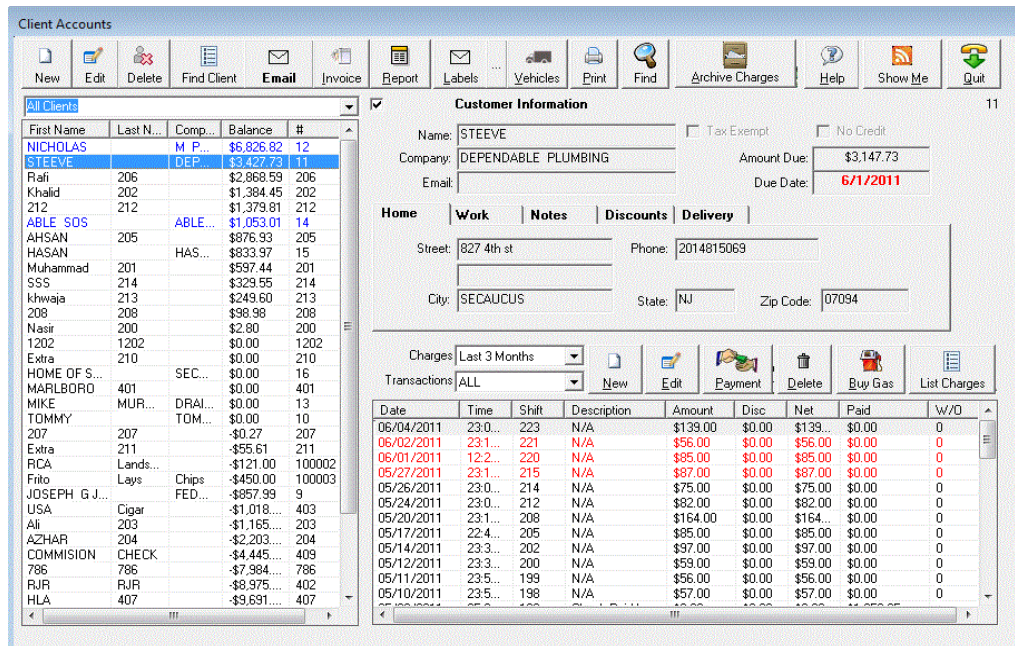 Client Accounts
New Edit Delete Find Client Email Invoice Report Labels ... Vehicles Print Find Archive Charges Help Show Me Quit
All Clients
First Name Last N... Comp... Balance #
NICHOLAS M P... $6,826.82 12
STEEVE DEP... $3,427.73 11
Rafi 206 $2,868.59 206
Khalid 202 $1,384.45 202
212 212 $1,379.81 212
ABLE SOS ABLE... $1,053.01 14
AHSAN 205 $876.93 205
HASAN HAS... $833.97 15
Muhammad 201 $597.44 201
SSS 214 $329.55 214
khwaja 213 $249.60 213
208 208 $98.98 208
Nasir 200 $2.80 200
1202 1202 $0.00 1202
Extra 210 $0.00 210
HOME OF S... SEC... $0.00 16
MARLBORO 401 $0.00 401
MIKE MUR... DRAI... $0.00 13
TOMMY TOM... $0.00 10
207 207 -$0.27 207
Extra 211 -$55.61 211
RCA Lands... -$121.00 100002
Frito Lays Chips -$450.00 100003
JOSEPH G J... FED... -$857.99 9
USA Cigar -$1,018.... 403
Ali 203 -$1,165.... 203
AZHAR 204 -$2,203.... 204
COMMISION CHECK -$4,445.... 409
786 786 -$7,984.... 786
RJR RJR -$8,975.... 402
HLA 407 -$9,691.... 407
Customer Information 11
Name: STEEVE Tax Exempt No Credit
Company: DEPENDABLE PLUMBING Amount Due: $3,147.73
Email: Due Date: 6/1/2011
Home Work Notes Discounts Delivery
Street: 827 4th st Phone: 2014815069
City: SECAUCUS State: NJ Zip Code: 07094
Charges Last 3 Months
Transactions ALL
New Edit Payment Delete Buy Gas List Charges
Date Time Shift Description Amount Disc Net Paid W/O
06/04/2011 23:0... 223 N/A $139.00 $0.00 $139... $0.00 0
06/02/2011 23:1... 221 N/A $56.00 $0.00 $56.00 $0.00 0
06/01/2011 12:2... 220 N/A $85.00 $0.00 $85.00 $0.00 0
05/27/2011 23:1... 215 N/A $87.00 $0.00 $87.00 $0.00 0
05/26/2011 23:0... 214 N/A $75.00 $0.00 $75.00 $0.00 0
05/24/2011 23:0... 212 N/A $82.00 $0.00 $82.00 $0.00 0
05/20/2011 23:1... 208 N/A $164.00 $0.00 $164... $0.00 0
05/17/2011 22:4... 205 N/A $85.00 $0.00 $85.00 $0.00 0
05/14/2011 23:3... 202 N/A $97.00 $0.00 $97.00 $0.00 0
05/12/2011 23:3... 200 N/A $59.00 $0.00 $59.00 $0.00 0
05/11/2011 23:5... 199 N/A $56.00 $0.00 $56.00 $0.00 0
05/10/2011 23:5... 198 N/A $57.00 $0.00 $57.00 $0.00 0